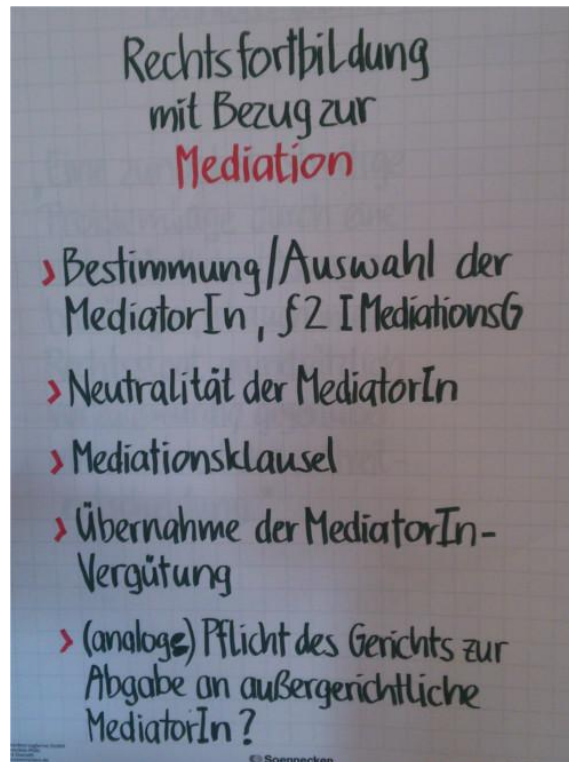 Rechtsfortbildung
mit Bezug zur
Mediation
Bestimmung/Auswahl der
MediatorIn, § 2 I MediationsG
Neutralität der MediatorIn
Mediationsklausel
Übernahme der MediatorIn-
Vergütung
(analoge) Pflicht des Gerichts zur
Abgabe an außergerichtliche
MediatorIn?
Soennecken